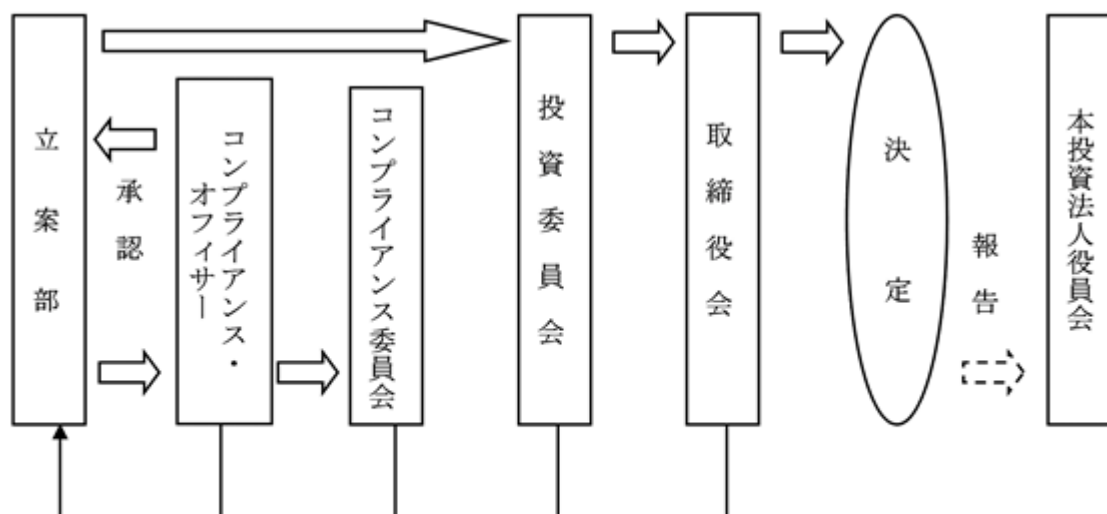 立案部
承認
コンプライアンス・
オフィサー
コンプライアンス委員会
投資委員会
取締役会
決定
報告
本投資法人役員会